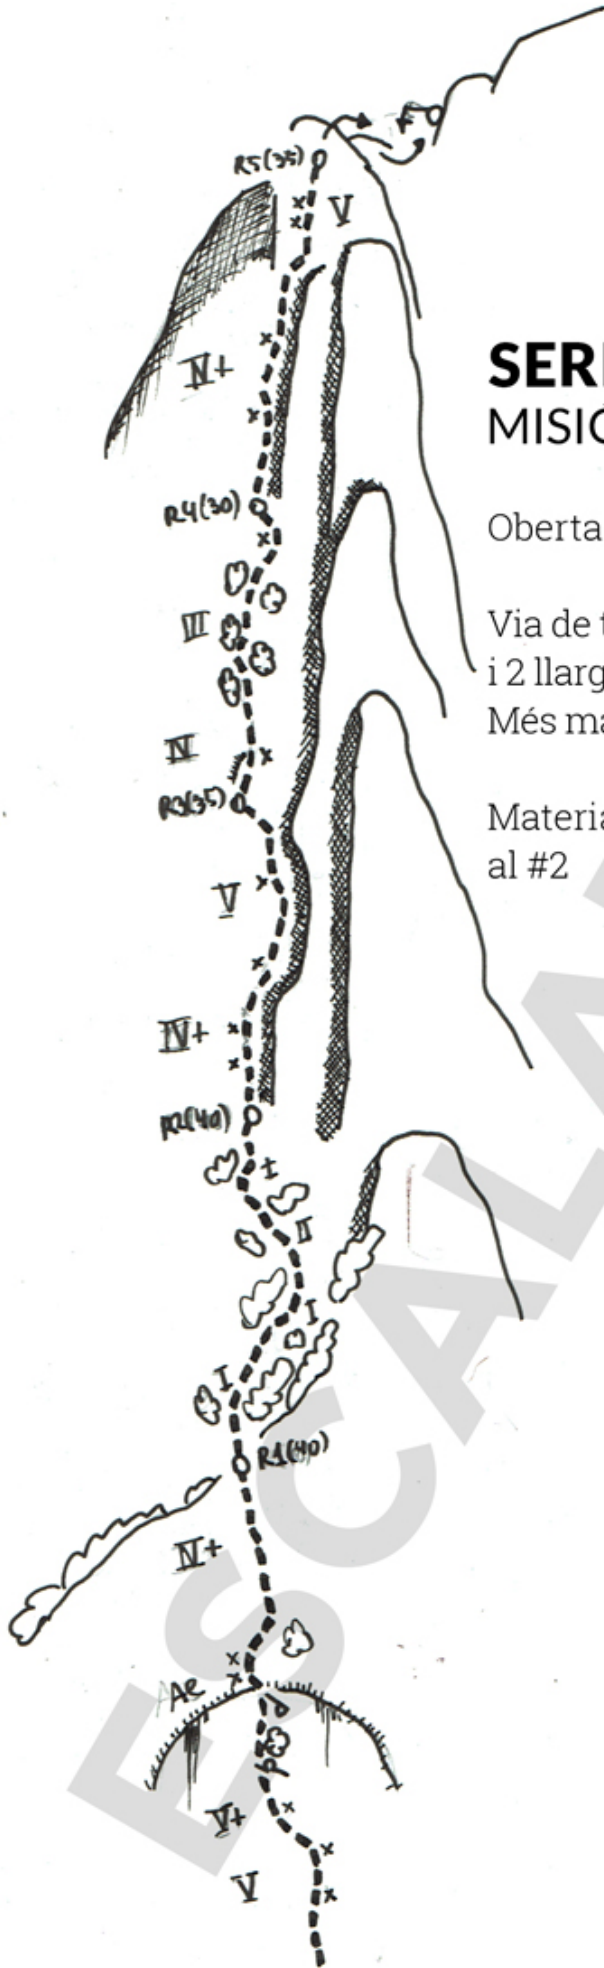 R5(35)
V
IV+
SER
MISIÓ
R4(30)
Oberta
III
Via de t
i 2 llarg
Més ma
IV
R3(35)
Materia
al #2
V
IV+
R2(40)
I
II
I
I
R1(40)
IV+
Ae
V+
V
ESCALA